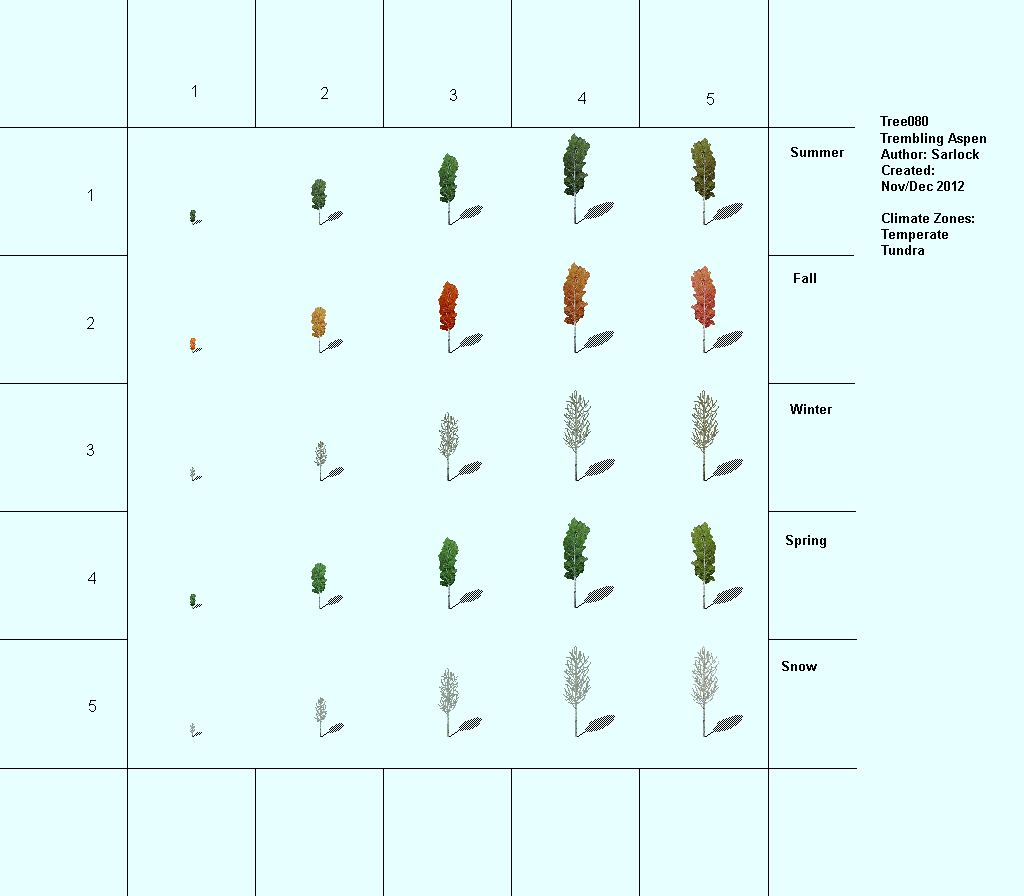 1 2 3 4 5
Tree080
Trembling Aspen
Author: Sarlock
Created:
Nov/Dec 2012
Climate Zones:
Temperate
Tundra
1 Summer
2 Fall
3 Winter
4 Spring
5 Snow